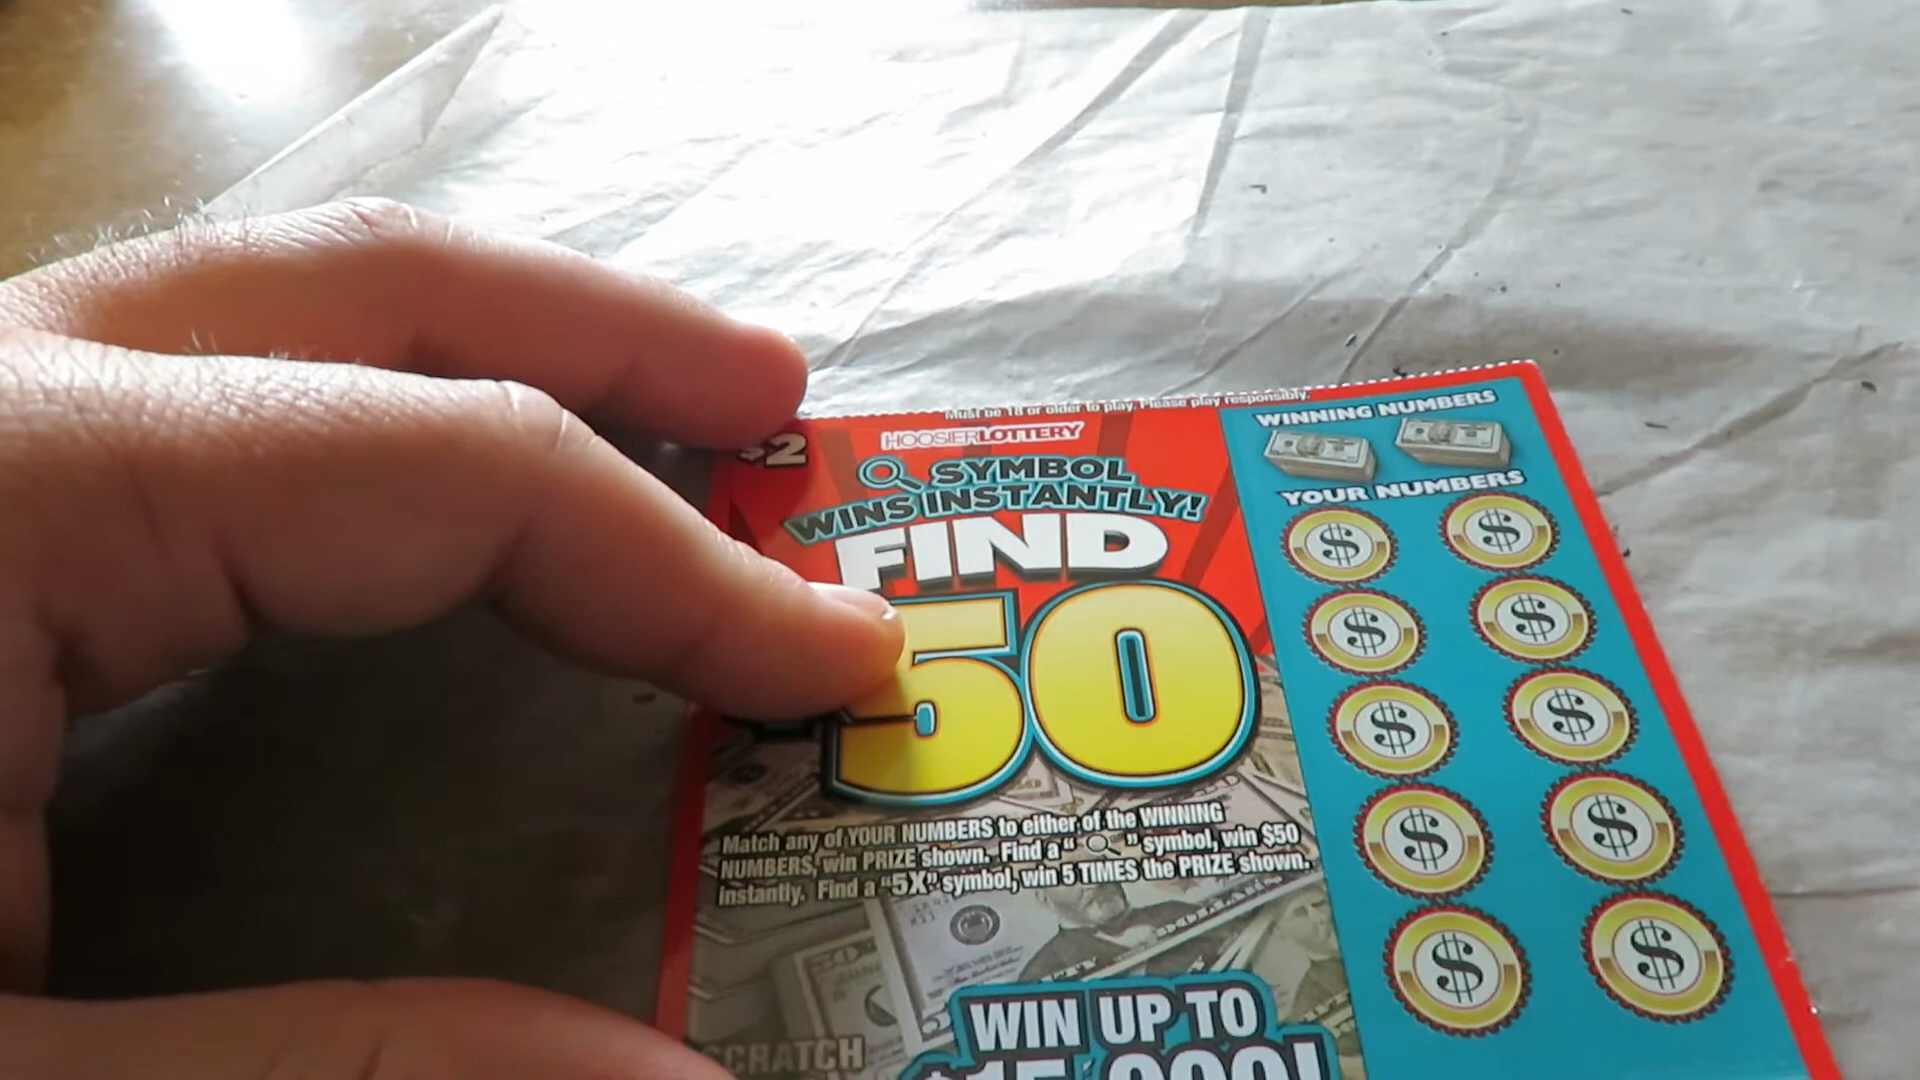 Must be 18 or older to play. Please play responsibly.
$2
HOOSIERLOTTERY
SYMBOL
WINS INSTANTLY!
FIND
50
Match any of YOUR NUMBERS to either of the WINNING
NUMBERS, win PRIZE shown. Find a " " symbol, win $50
instantly. Find a "5X" symbol, win 5 TIMES the PRIZE shown.
WIN UP TO
$15,000!
SCRATCH
WINNING NUMBERS
YOUR NUMBERS
$ $
$ $
$ $
$ $
$ $